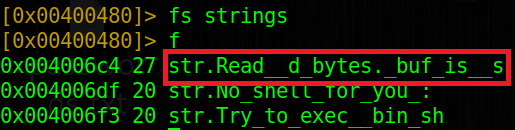 [0x00400480]> fs strings
[0x00400480]> f
0x004006c4 27 str.Read__d_bytes._buf_is__s
0x004006df 20 str.No_shell_for_you_:
0x004006f3 20 str.Try_to_exec__bin_sh